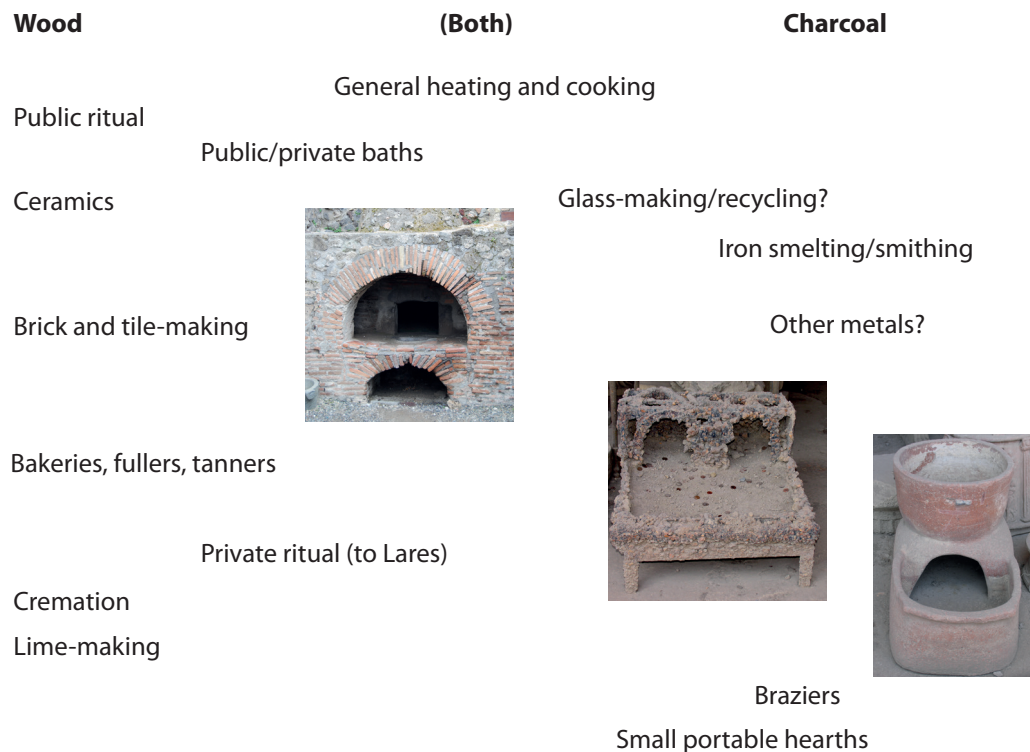 Wood (Both) Charcoal
General heating and cooking
Public ritual
Public/private baths
Ceramics
Glass-making/recycling?
Iron smelting/smithing
Brick and tile-making
Other metals?
Bakeries, fullers, tanners
Private ritual (to Lares)
Cremation
Lime-making
Braziers
Small portable hearths